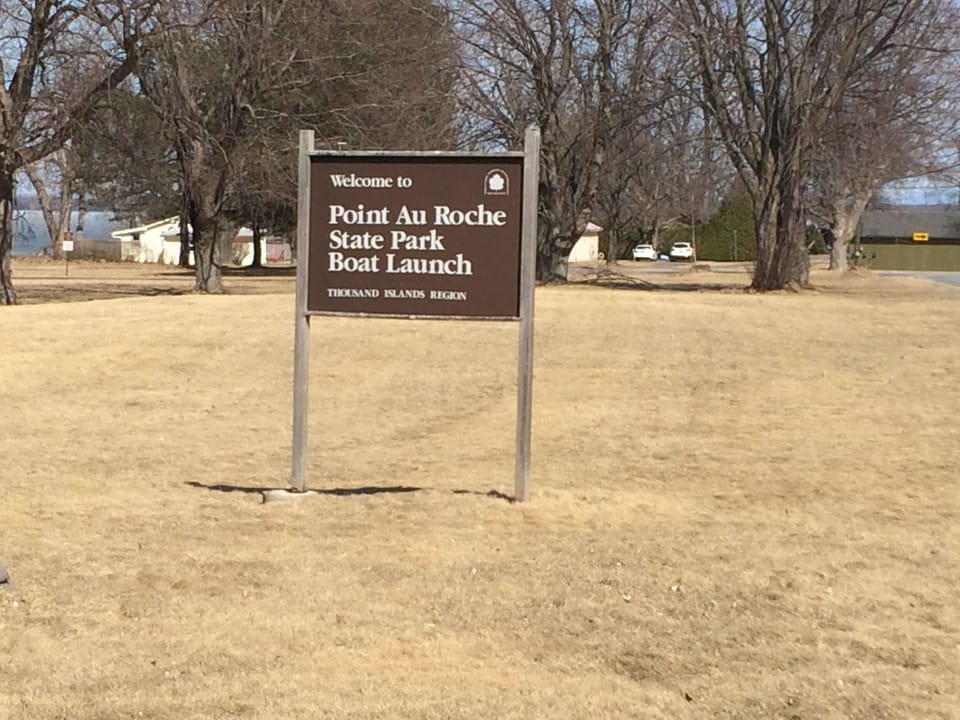 Welcome to
Point Au Roche
State Park
Boat Launch
THOUSAND ISLANDS REGION